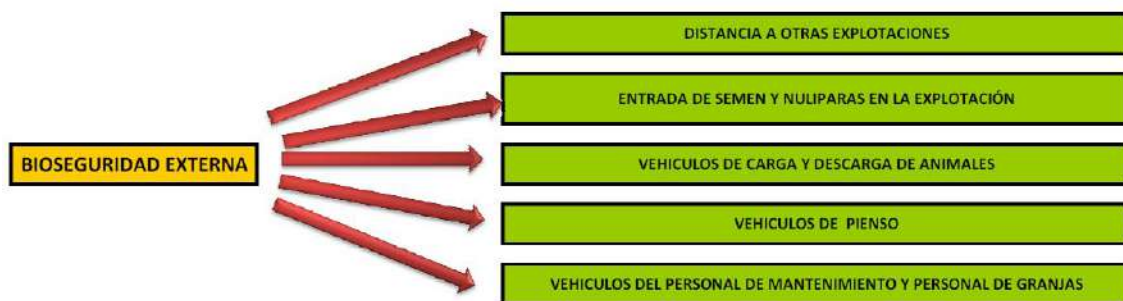 DISTANCIA A OTRAS EXPLOTACIONES
ENTRADA DE SEMEN Y NULIPARAS EN LA EXPLOTACIÓN
BIOSEGURIDAD EXTERNA
VEHICULOS DE CARGA Y DESCARGA DE ANIMALES
VEHICULOS DE PIENSO
VEHICULOS DEL PERSONAL DE MANTENIMIENTO Y PERSONAL DE GRANJAS